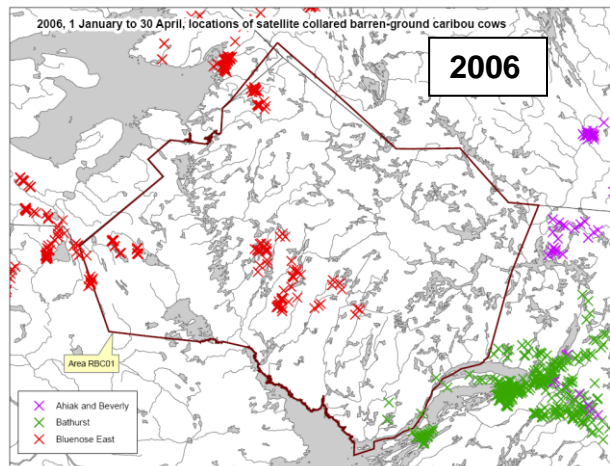 2006, 1 January to 30 April, locations of satellite collared barren-ground caribou cows
2006
Area RBC01
Ahiak and Beverly
Bathurst
Bluenose East